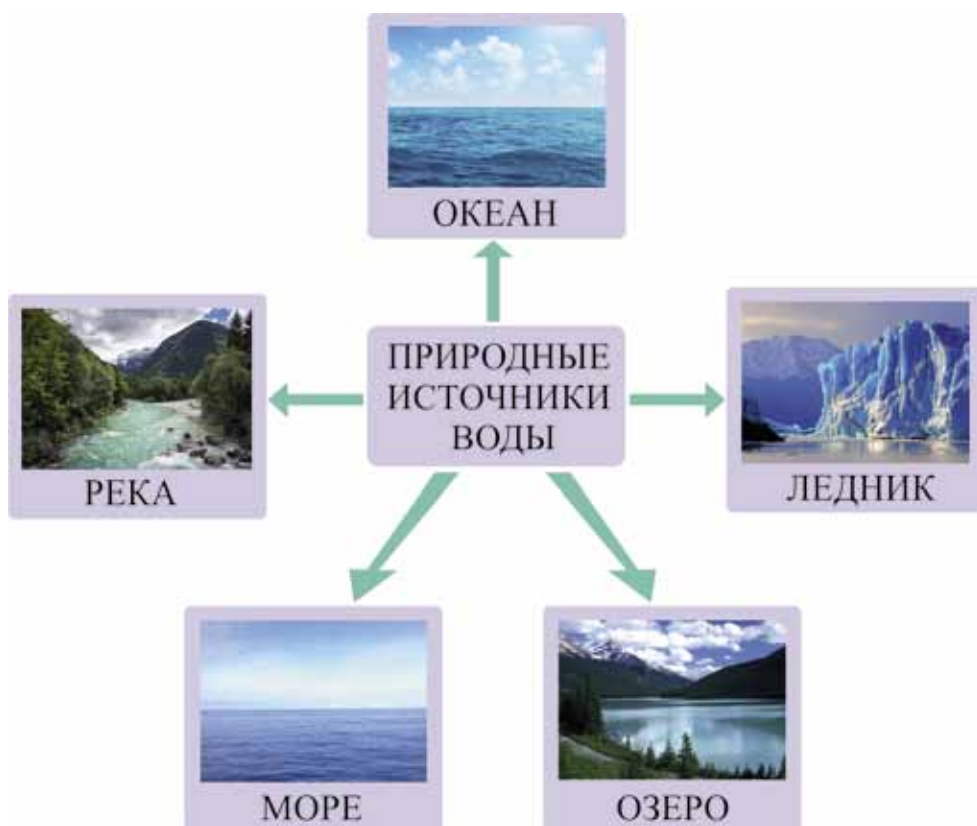 ОКЕАН
ПРИРОДНЫЕ
ИСТОЧНИКИ
ВОДЫ
РЕКА
ЛЕДНИК
МОРЕ
ОЗЕРО